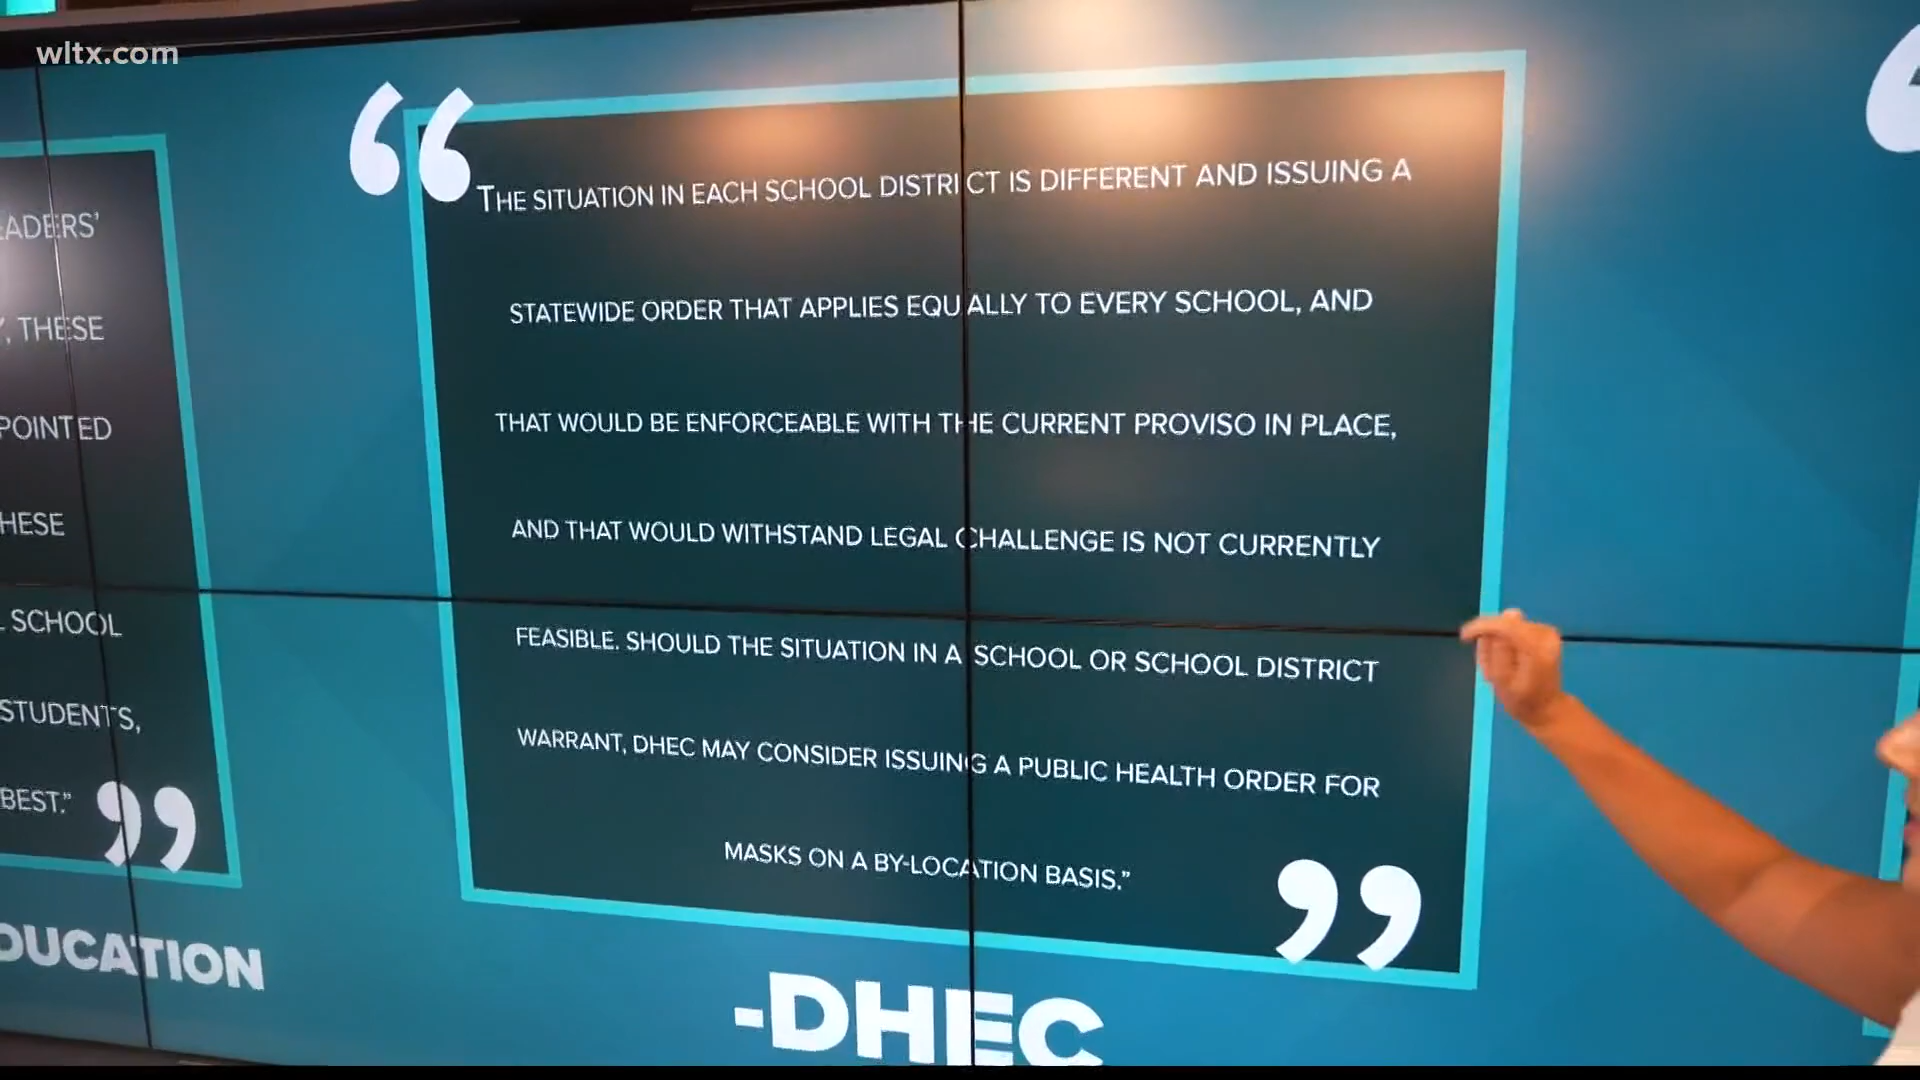 wltx.com
EADERS'
, THESE
POINTED
HESE
SCHOOL
STUDENTS,
BEST."
DUCATION
“
THE SITUATION IN EACH SCHOOL DISTRICT IS DIFFERENT AND ISSUING A
STATEWIDE ORDER THAT APPLIES EQUALLY TO EVERY SCHOOL, AND
THAT WOULD BE ENFORCEABLE WITH THE CURRENT PROVISO IN PLACE,
AND THAT WOULD WITHSTAND LEGAL CHALLENGE IS NOT CURRENTLY
FEASIBLE. SHOULD THE SITUATION IN A SCHOOL OR SCHOOL DISTRICT
WARRANT, DHEC MAY CONSIDER ISSUING A PUBLIC HEALTH ORDER FOR
MASKS ON A BY-LOCATION BASIS."
”
-DHEC